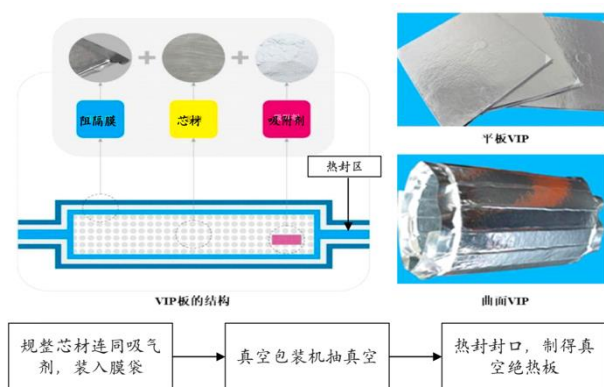 阻隔膜
芯材
吸附剂
热封区
VIP板的结构
平板VIP
曲面VIP
规整芯材连同吸气
剂，装入膜袋
真空包装机抽真空
热封封口，制得真
空绝热板